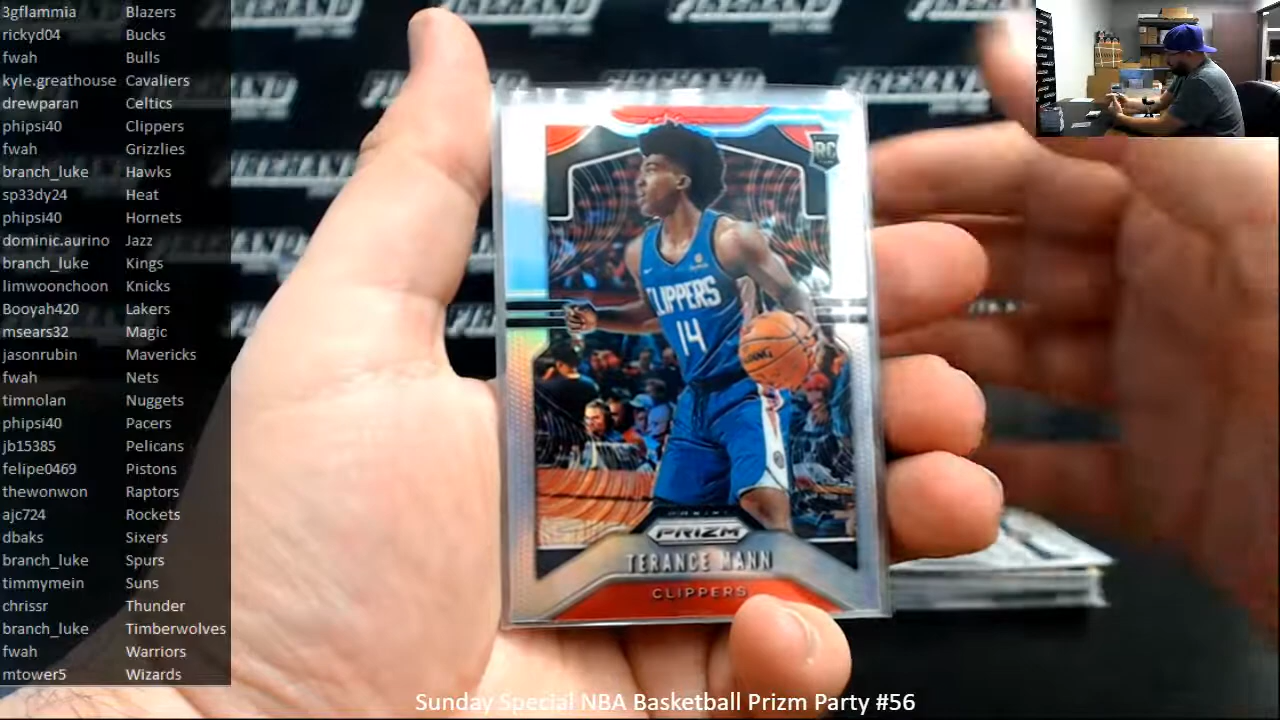 3gflammia Blazers
rickyd04 Bucks
fwah Bulls
kyle.greathouse Cavaliers
drewparan Celtics
phipsi40 Clippers
fwah Grizzlies
branch_luke Hawks
sp33dy24 Heat
phipsi40 Hornets
dominic.aurino Jazz
branch_luke Kings
limwoonchoon Knicks
Booyah420 Lakers
msears32 Magic
jasonrubin Mavericks
fwah Nets
timnolan Nuggets
phipsi40 Pacers
jb15385 Pelicans
felipe0469 Pistons
thewonwon Raptors
ajc724 Rockets
dbaks Sixers
branch_luke Spurs
timmymein Suns
chrissr Thunder
branch_luke Timberwolves
fwah Warriors
mtower5 Wizards
RC
CLIPPERS
14
PANINI
PRIZM
TERANCE MANN
CLIPPERS
Sunday Special NBA Basketball Prizm Party #56